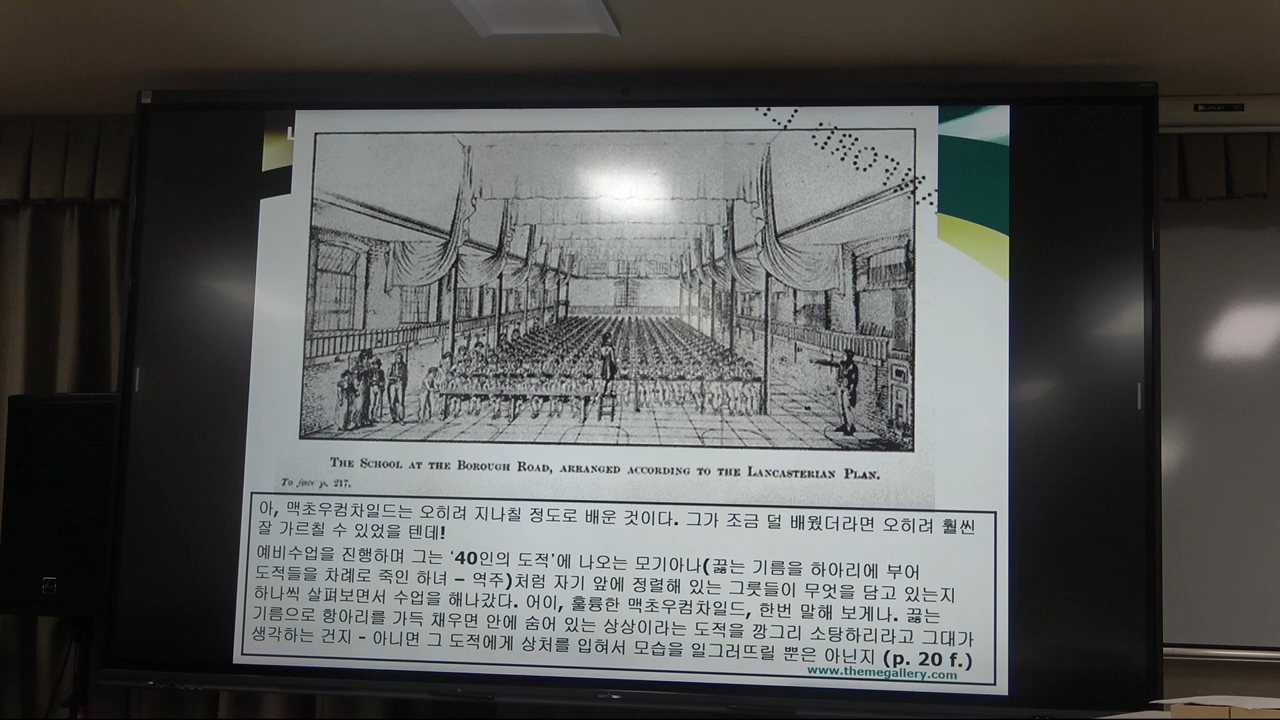 THE SCHOOL AT THE BOROUGH ROAD, ARRANGED ACCORDING TO THE LANCASTERIAN PLAN.
To face p. 217.
아, 맥초우컴차일드는 오히려 지나칠 정도로 배운 것이다. 그가 조금 덜 배웠더라면 오히려 훨씬
잘 가르칠 수 있었을 텐데!
예비수업을 진행하며 그는 ‘40인의 도적’에 나오는 모기아나(끓는 기름을 하아리에 부어
도적들을 차례로 죽인 하녀 – 역주)처럼 자기 앞에 정렬해 있는 그릇들이 무엇을 담고 있는지
하나씩 살펴보면서 수업을 해나갔다. 어이, 훌륭한 맥초우컴차일드, 한번 말해 보게나. 끓는
기름으로 항아리를 가득 채우면 안에 숨어 있는 상상이라는 도적을 깡그리 소탕하리라고 그대가
생각하는 건지 - 아니면 그 도적에게 상처를 입혀서 모습을 일그러뜨릴 뿐은 아닌지 (p. 20 f.)
www.themegallery.com